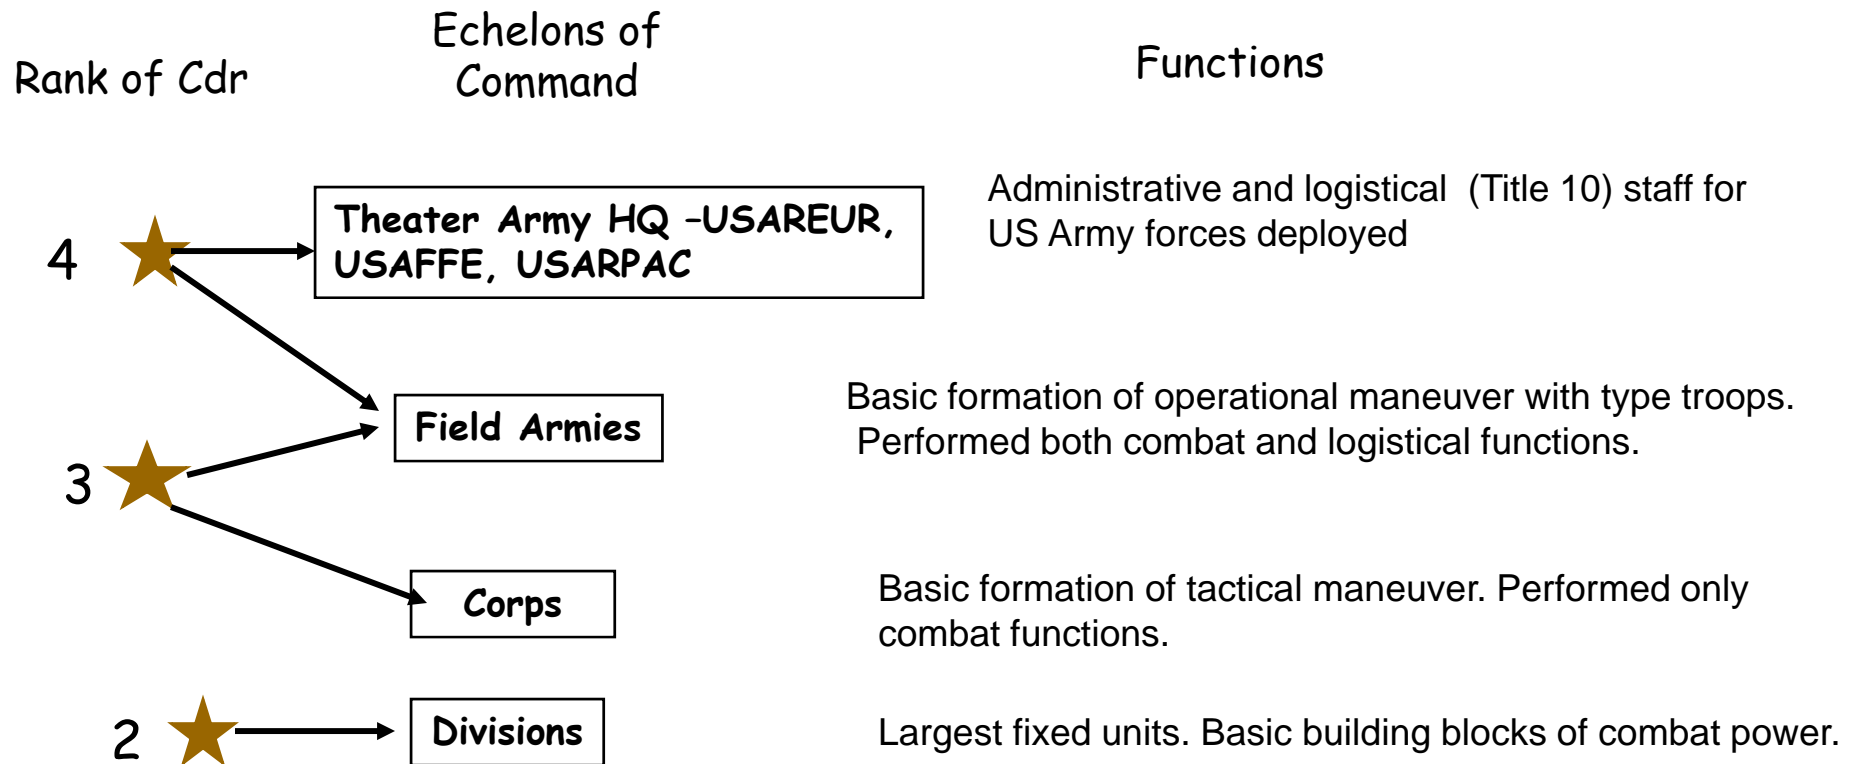 Rank of Cdr
Echelons of
Command
Functions
4
Theater Army HQ –USAREUR,
USAFFE, USARPAC
Administrative and logistical  (Title 10) staff for
US Army forces deployed
Field Armies
Basic formation of operational maneuver with type troops.
Performed both combat and logistical functions.
3
Corps
Basic formation of tactical maneuver. Performed only
combat functions.
2
Divisions
Largest fixed units. Basic building blocks of combat power.